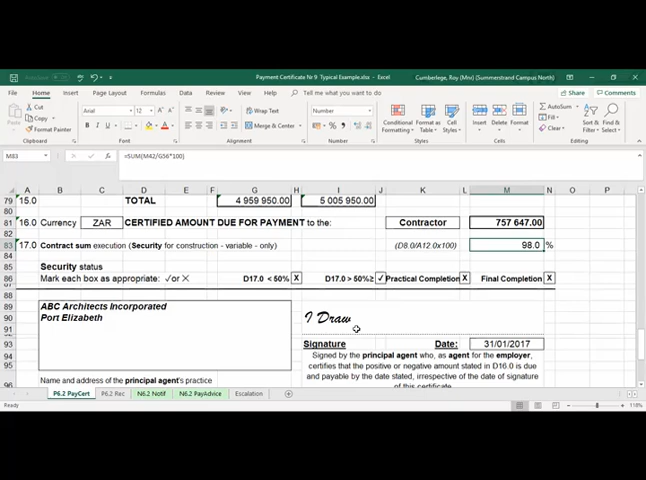 Payment Certificate Nr 9 Typical Example.xlsx - Excel
Cumberlege, Roy (Mnr) (Summerstrand Campus North)
File Home Insert Page Layout Formulas Data Review View Help Tell me what you want to do Share Comments
Cut
Copy
Format Painter
Arial 12
Wrap Text
Merge & Center
Number
Conditional Formatting
Format as Table
Cell Styles
Insert Delete Format
AutoSum
Fill
Clear
Sort & Filter
Find & Select
Clipboard Font Alignment Number Styles Cells Editing
M83 =SUM(M42/G56*100)
A B C D E F G H I J K L M N O P
79 15.0 TOTAL 4 959 950.00 5 005 950.00
80
81 16.0 Currency ZAR CERTIFIED AMOUNT DUE FOR PAYMENT to the: Contractor 757 647.00
82
83 17.0 Contract sum execution (Security for construction - variable - only) (D8.0/A12.0x100) 98.0 %
84
85 Security status
86 Mark each box as appropriate: √ or X D17.0 < 50% X D17.0 > 50%≥ √ Practical Completion X Final Completion X
87
88
89 ABC Architects Incorporated
90 Port Elizabeth I Draw
91
93 Signature Date: 31/01/2017
94 Signed by the principal agent who, as agent for the employer,
95 certifies that the positive or negative amount stated in D16.0 is due
and payable by the date stated, irrespective of the date of signature
96 Name and address of the principal agent's practice of this certificate
P6.2 PayCert P6.2 Rec N6.2 Notif N6.2 PayAdvice Escalation
Ready 118%